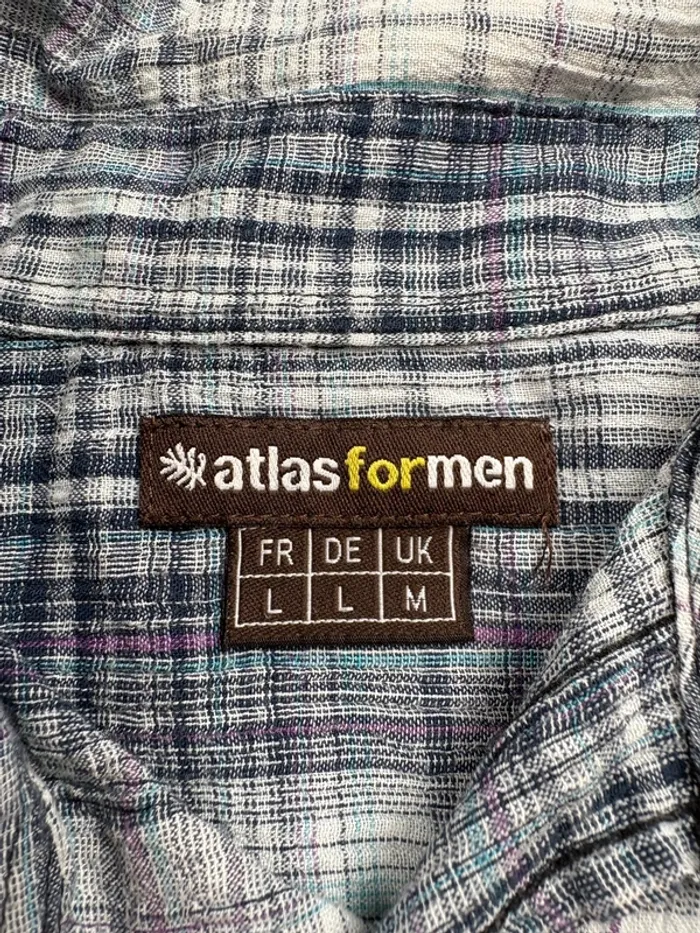 atlasformen
FR DE UK
L L M